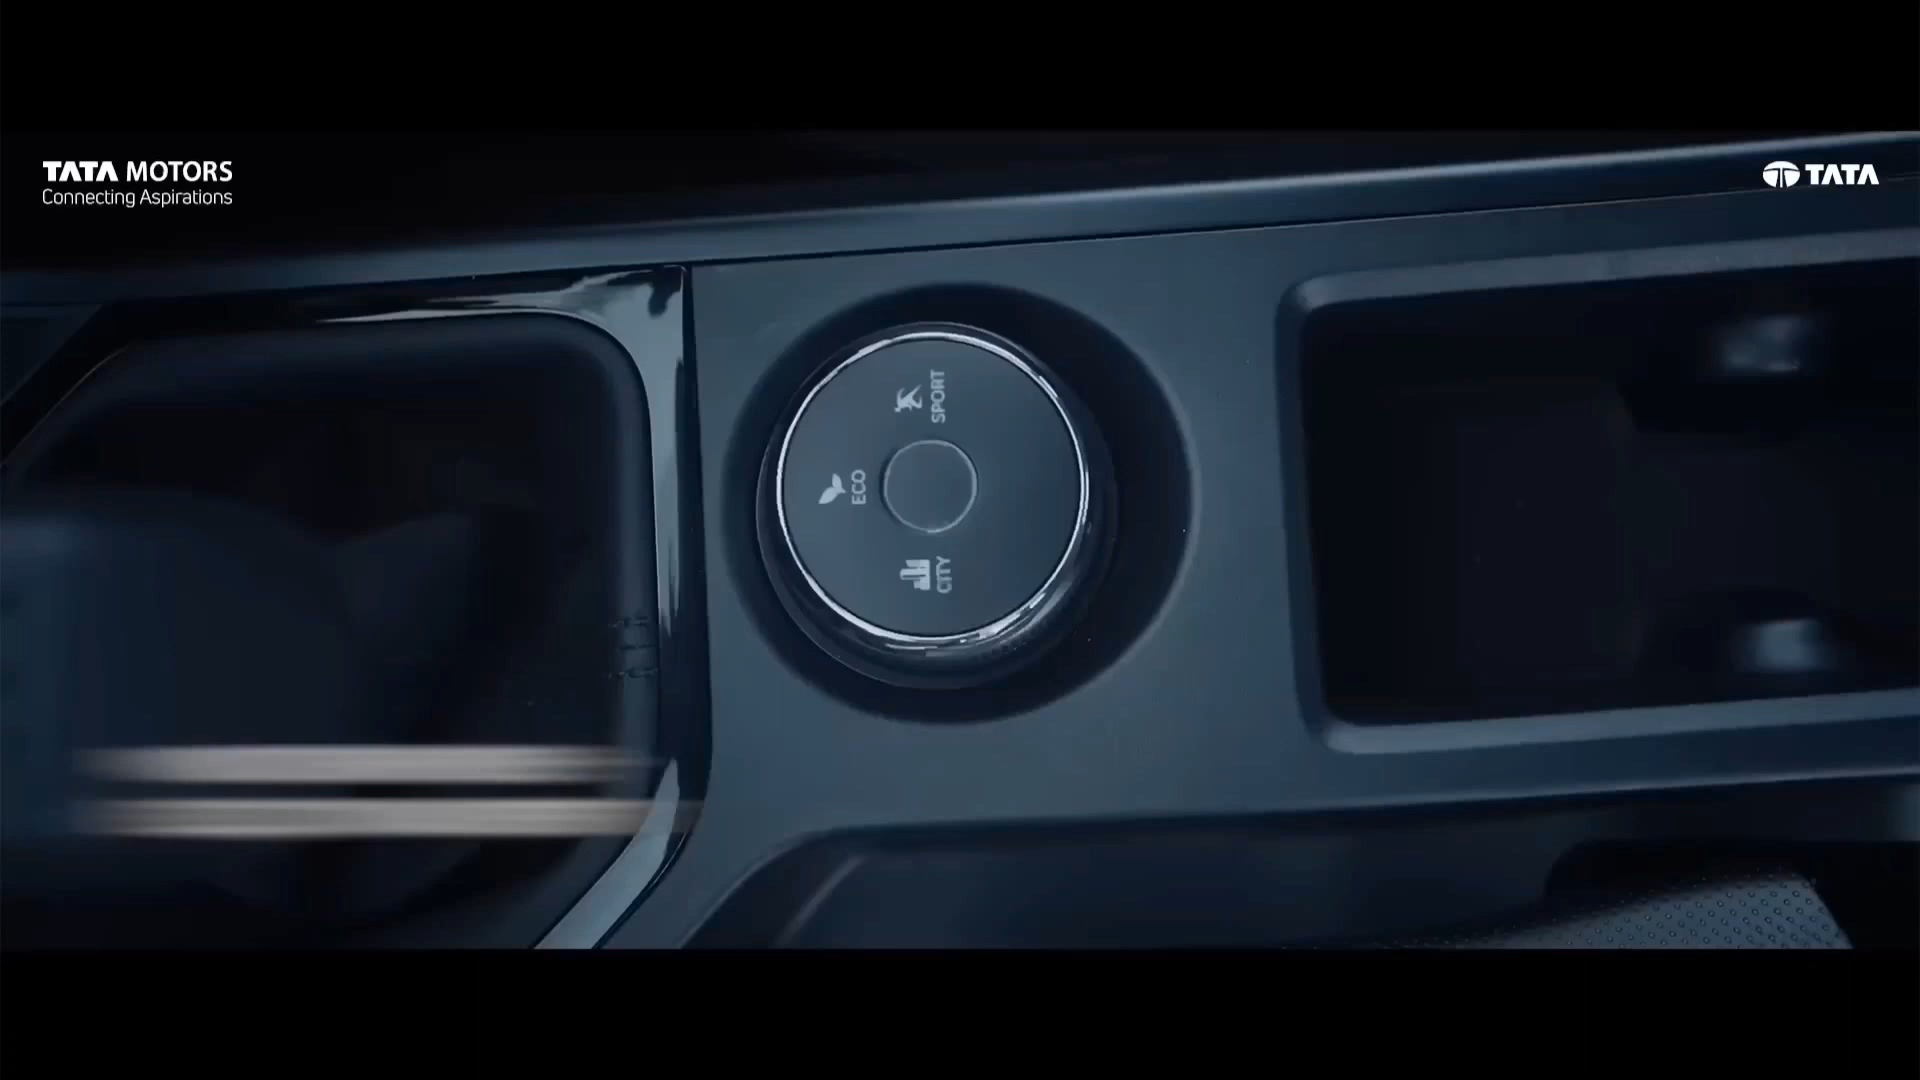 TATA MOTORS
Connecting Aspirations
TATA
SPORT
ECO
CITY